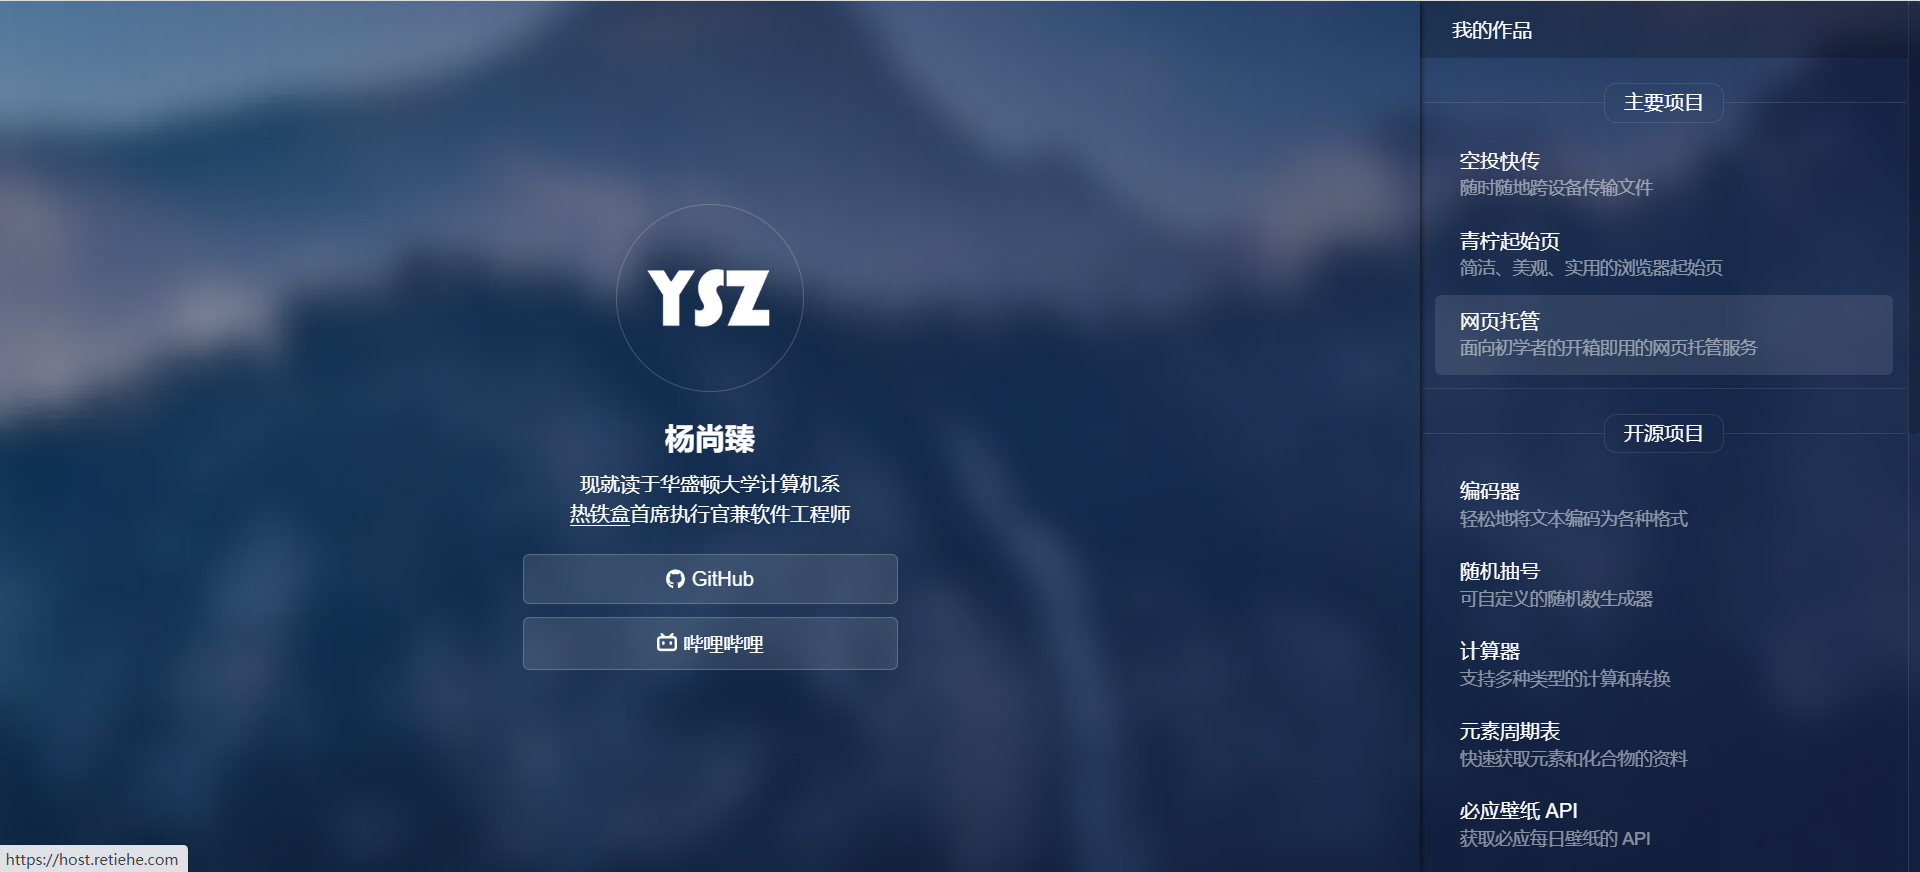 YSZ
杨尚臻
现就读于华盛顿大学计算机系
热铁盒首席执行官兼软件工程师
GitHub
哔哩哔哩
我的作品
主要项目
空投快传
随时随地跨设备传输文件
青柠起始页
简洁、美观、实用的浏览器起始页
网页托管
面向初学者的开箱即用的网页托管服务
开源项目
编码器
轻松地将文本编码为各种格式
随机抽号
可自定义的随机数生成器
计算器
支持多种类型的计算和转换
元素周期表
快速获取元素和化合物的资料
必应壁纸 API
获取必应每日壁纸的 API
https://host.retiehe.com